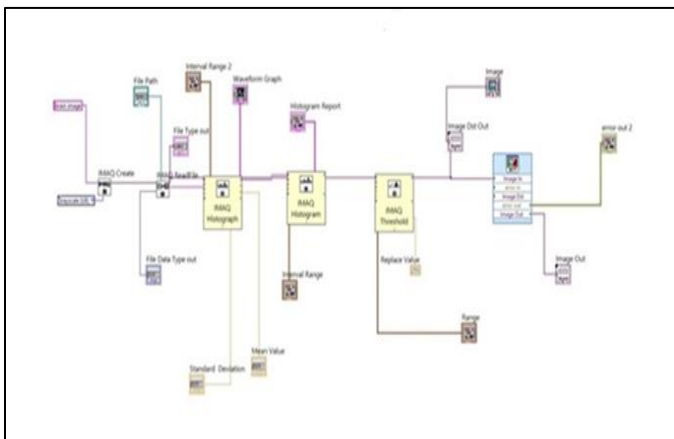 Interval Range 2
Waveform Graph
File Path
File Type out
Histogram Report
Image
Image Dst Out
error out 2
IMAQ Create
IMAQ ReadFile
IMAQ
Histograph
IMAQ
Histogram
IMAQ
Threshold
Image In
error in
Image Dst
error out
Image Out
File Data Type out
Interval Range
Replace Value
Image Out
Range
Mean Value
Standard Deviation